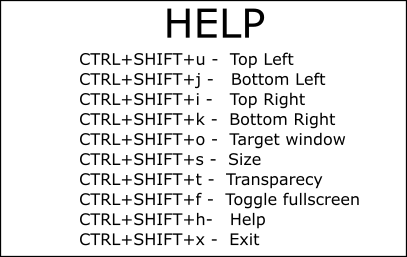 HELP
CTRL+SHIFT+u - Top Left
CTRL+SHIFT+j - Bottom Left
CTRL+SHIFT+i - Top Right
CTRL+SHIFT+k - Bottom Right
CTRL+SHIFT+o - Target window
CTRL+SHIFT+s - Size
CTRL+SHIFT+t - Transparecy
CTRL+SHIFT+f - Toggle fullscreen
CTRL+SHIFT+h- Help
CTRL+SHIFT+x - Exit